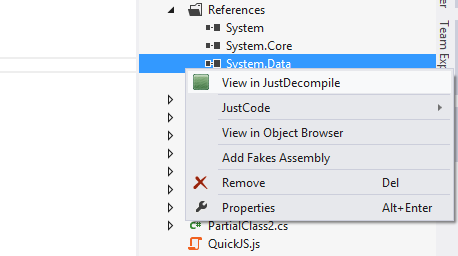 References
System
System.Core
System.Data
View in JustDecompile
JustCode
View in Object Browser
Add Fakes Assembly
Remove Del
Properties Alt+Enter
PartialClass2.cs
QuickJS.js
Team Exp